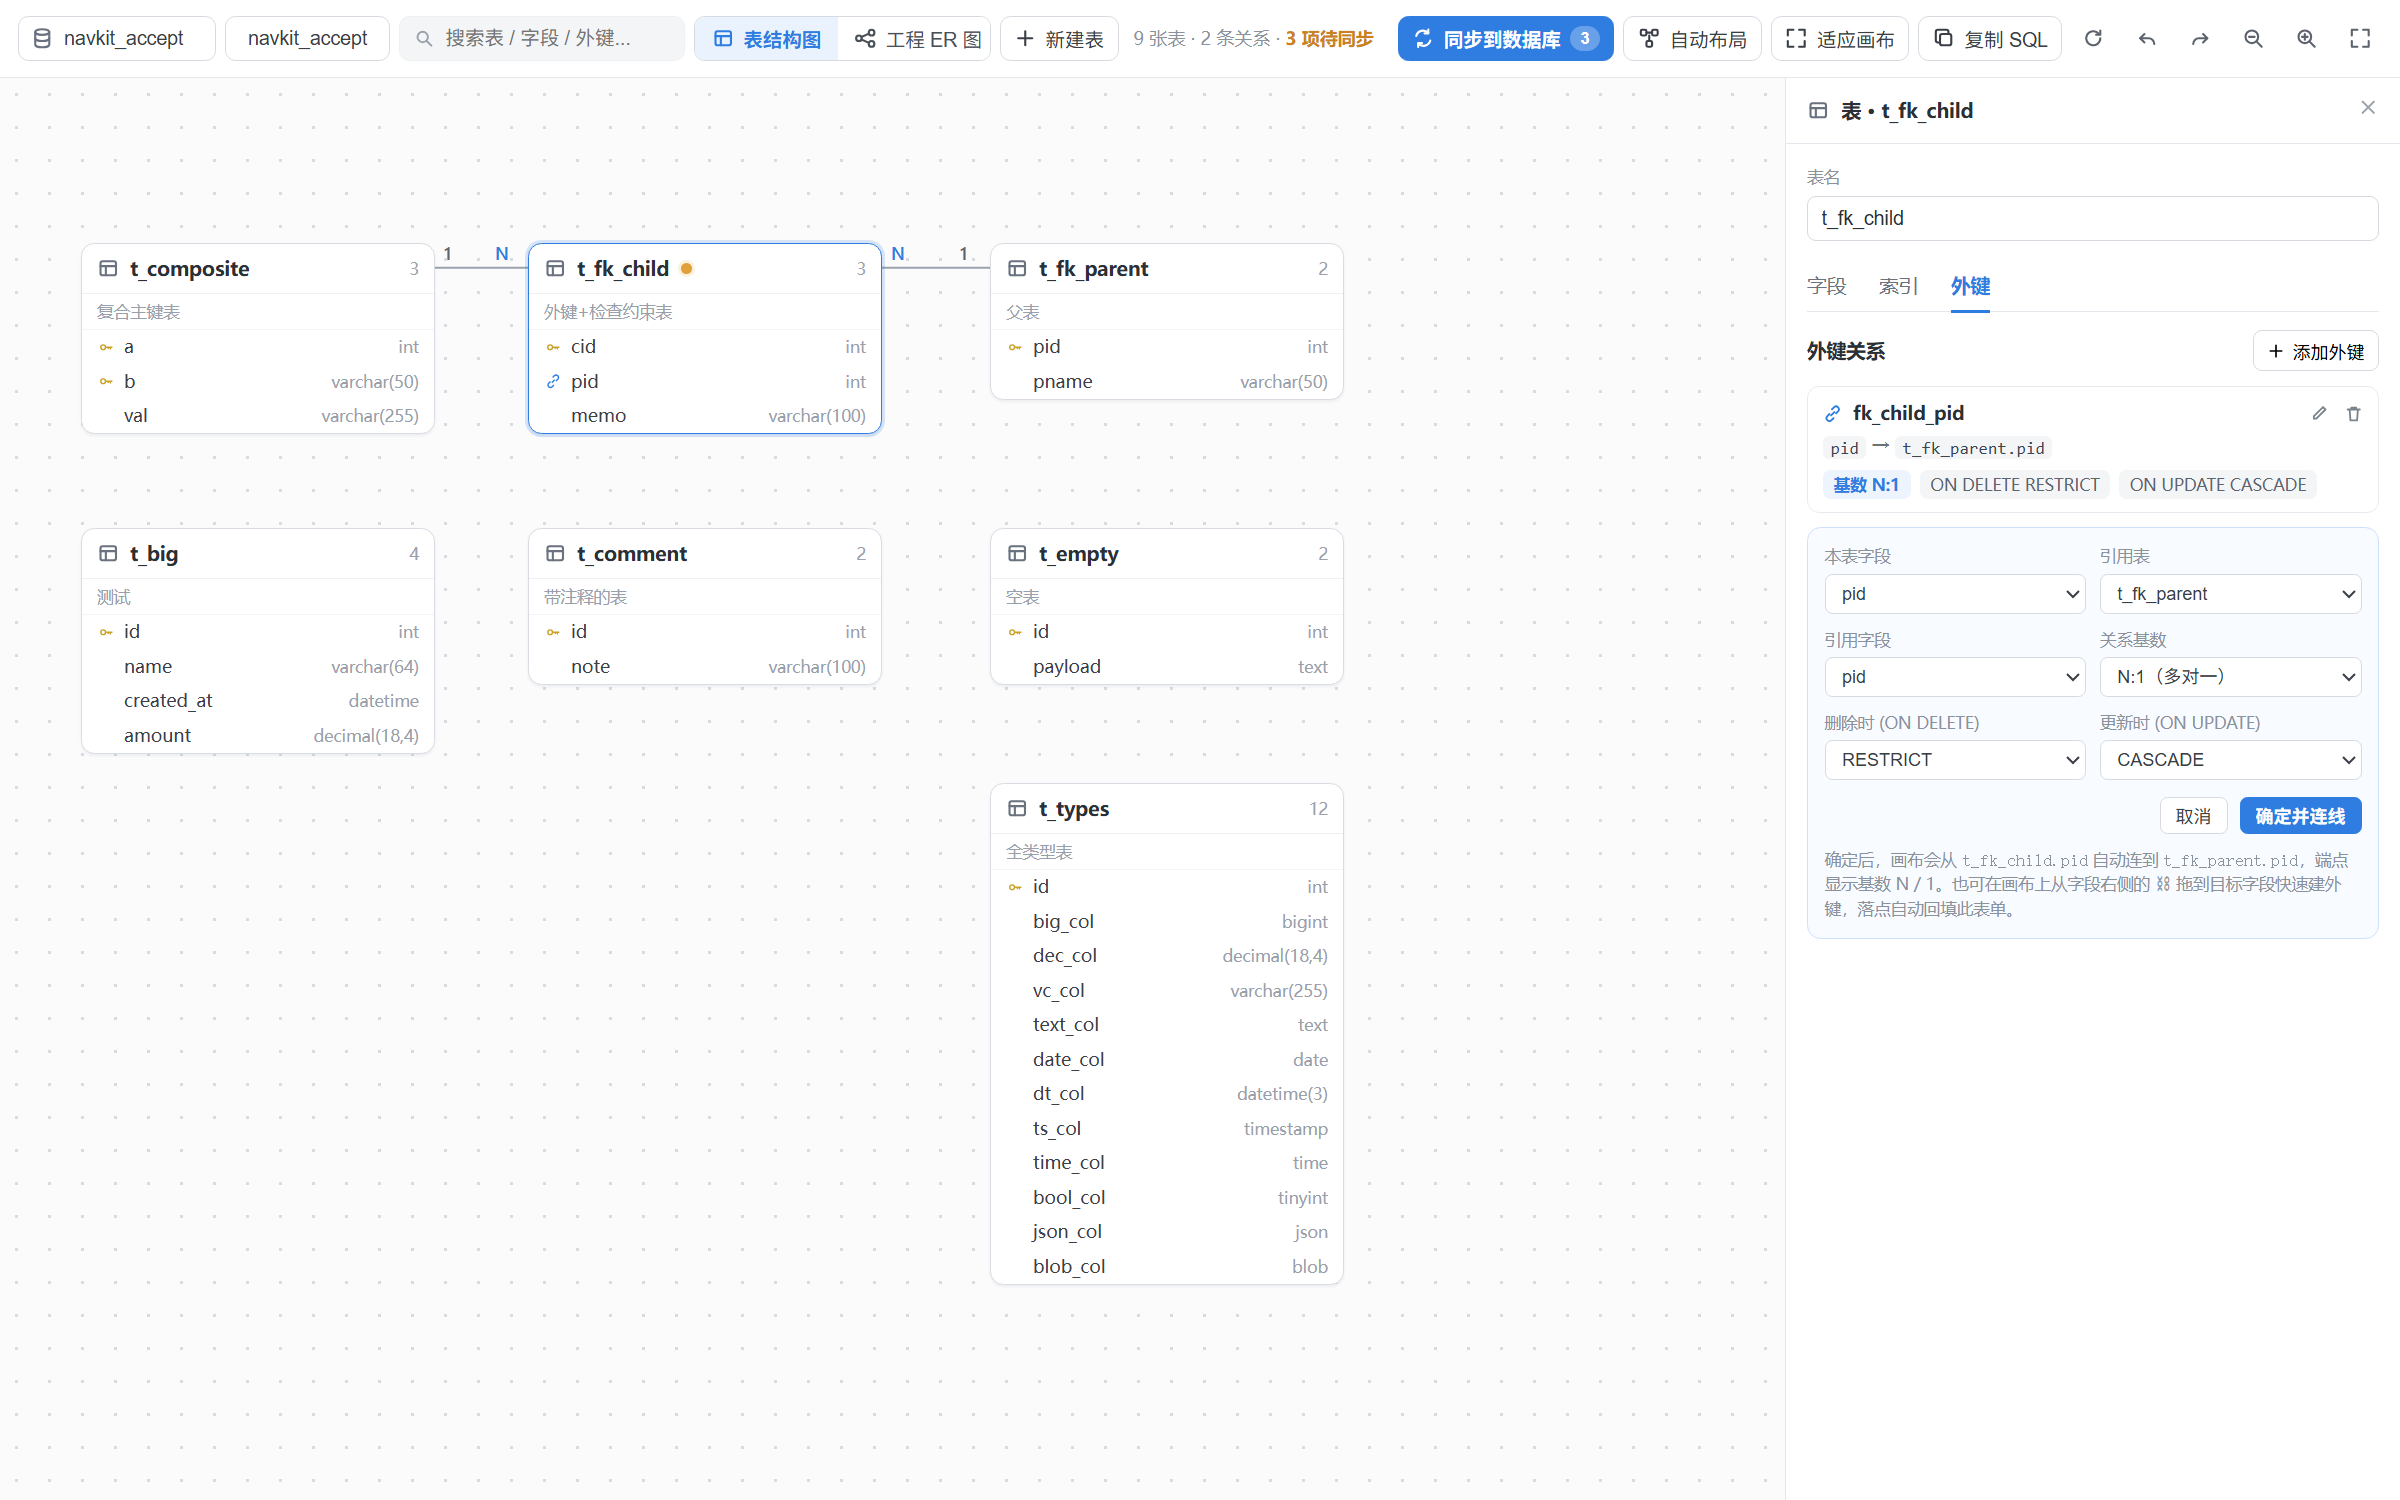 navkit_accept
navkit_accept
搜索表 / 字段 / 外键...
表结构图
工程 ER 图
新建表
9 张表 · 2 条关系 · 3 项待同步
同步到数据库 3
自动布局
适应画布
复制 SQL
1 N
N 1
t_composite 3
复合主键表
a int
b varchar(50)
val varchar(255)
t_fk_child 3
外键+检查约束表
cid int
pid int
memo varchar(100)
t_fk_parent 2
父表
pid int
pname varchar(50)
t_big 4
测试
id int
name varchar(64)
created_at datetime
amount decimal(18,4)
t_comment 2
带注释的表
id int
note varchar(100)
t_empty 2
空表
id int
payload text
t_types 12
全类型表
id int
big_col bigint
dec_col decimal(18,4)
vc_col varchar(255)
text_col text
date_col date
dt_col datetime(3)
ts_col timestamp
time_col time
bool_col tinyint
json_col json
blob_col blob
表 • t_fk_child
表名
t_fk_child
字段 索引 外键
外键关系
添加外键
fk_child_pid
pid → t_fk_parent.pid
基数 N:1 ON DELETE RESTRICT ON UPDATE CASCADE
本表字段 引用表
pid t_fk_parent
引用字段 关系基数
pid N:1（多对一）
删除时 (ON DELETE) 更新时 (ON UPDATE)
RESTRICT CASCADE
取消 确定并连线
确定后，画布会从 t_fk_child.pid 自动连到 t_fk_parent.pid，端点
显示基数 N / 1。也可在画布上从字段右侧的 ⛓ 拖到目标字段快速建外
键，落点自动回填此表单。